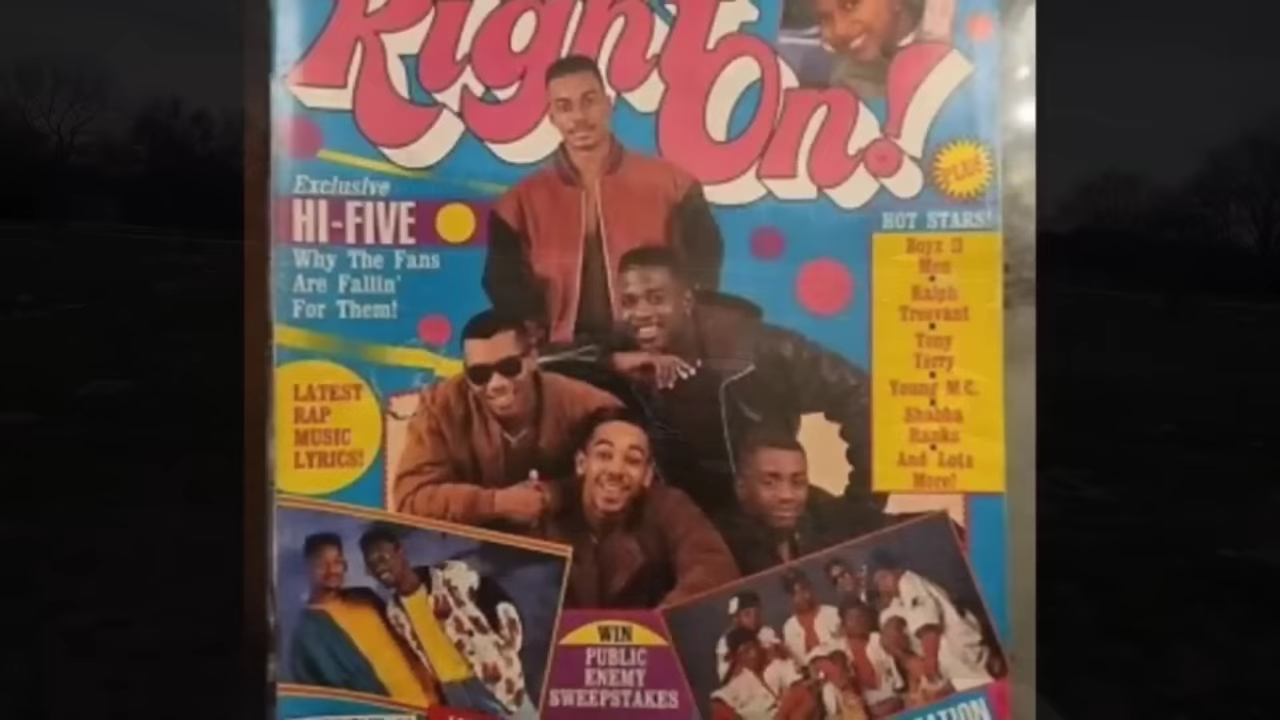 Right On!
PLUS
Exclusive
HI-FIVE
Why The Fans
Are Fallin'
For Them!
HOT STARS!
Boyz II
Men
Ralph
Tresvant
Tony
Terry
Young M.C.
Shabba
Ranks
And Lots
More!
LATEST
RAP
MUSIC
LYRICS!
WIN
PUBLIC
ENEMY
SWEEPSTAKES